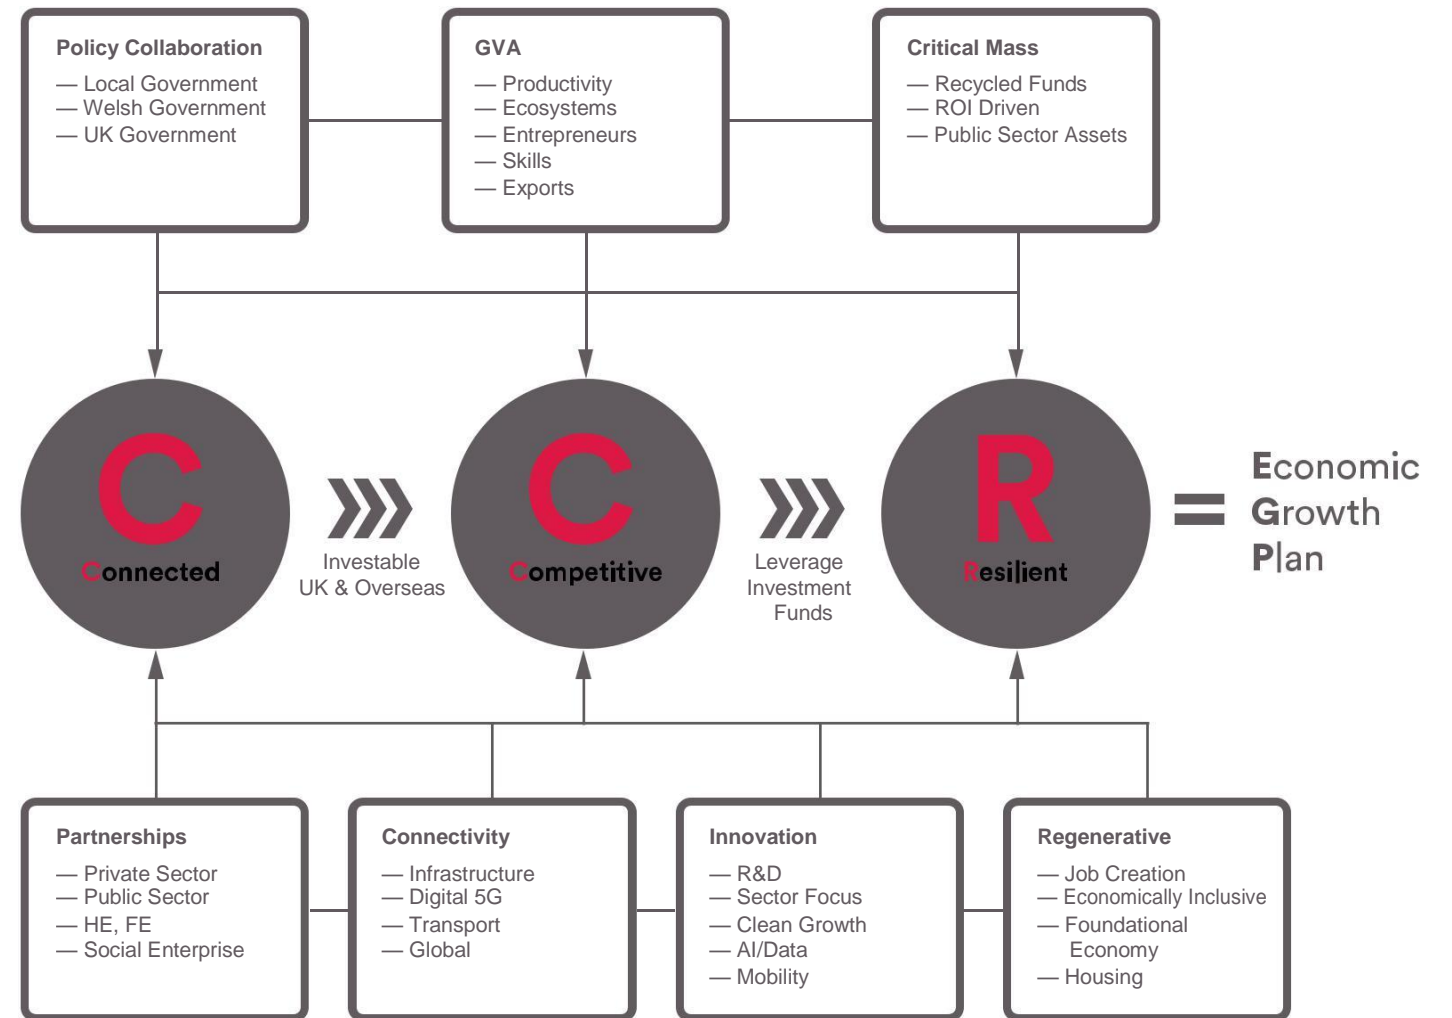 Policy Collaboration
— Local Government
— Welsh Government
— UK Government
GVA
— Productivity
— Ecosystems
— Entrepreneurs
— Skills
— Exports
Critical Mass
— Recycled Funds
— ROI Driven
— Public Sector Assets
C
Connected
Investable
UK & Overseas
C
Competitive
Leverage
Investment
Funds
R
Resilient
=
Economic
Growth
Plan
Partnerships
— Private Sector
— Public Sector
— HE, FE
— Social Enterprise
Connectivity
— Infrastructure
— Digital 5G
— Transport
— Global
Innovation
— R&D
— Sector Focus
— Clean Growth
— AI/Data
— Mobility
Regenerative
— Job Creation
— Economically Inclusive
— Foundational
Economy
— Housing